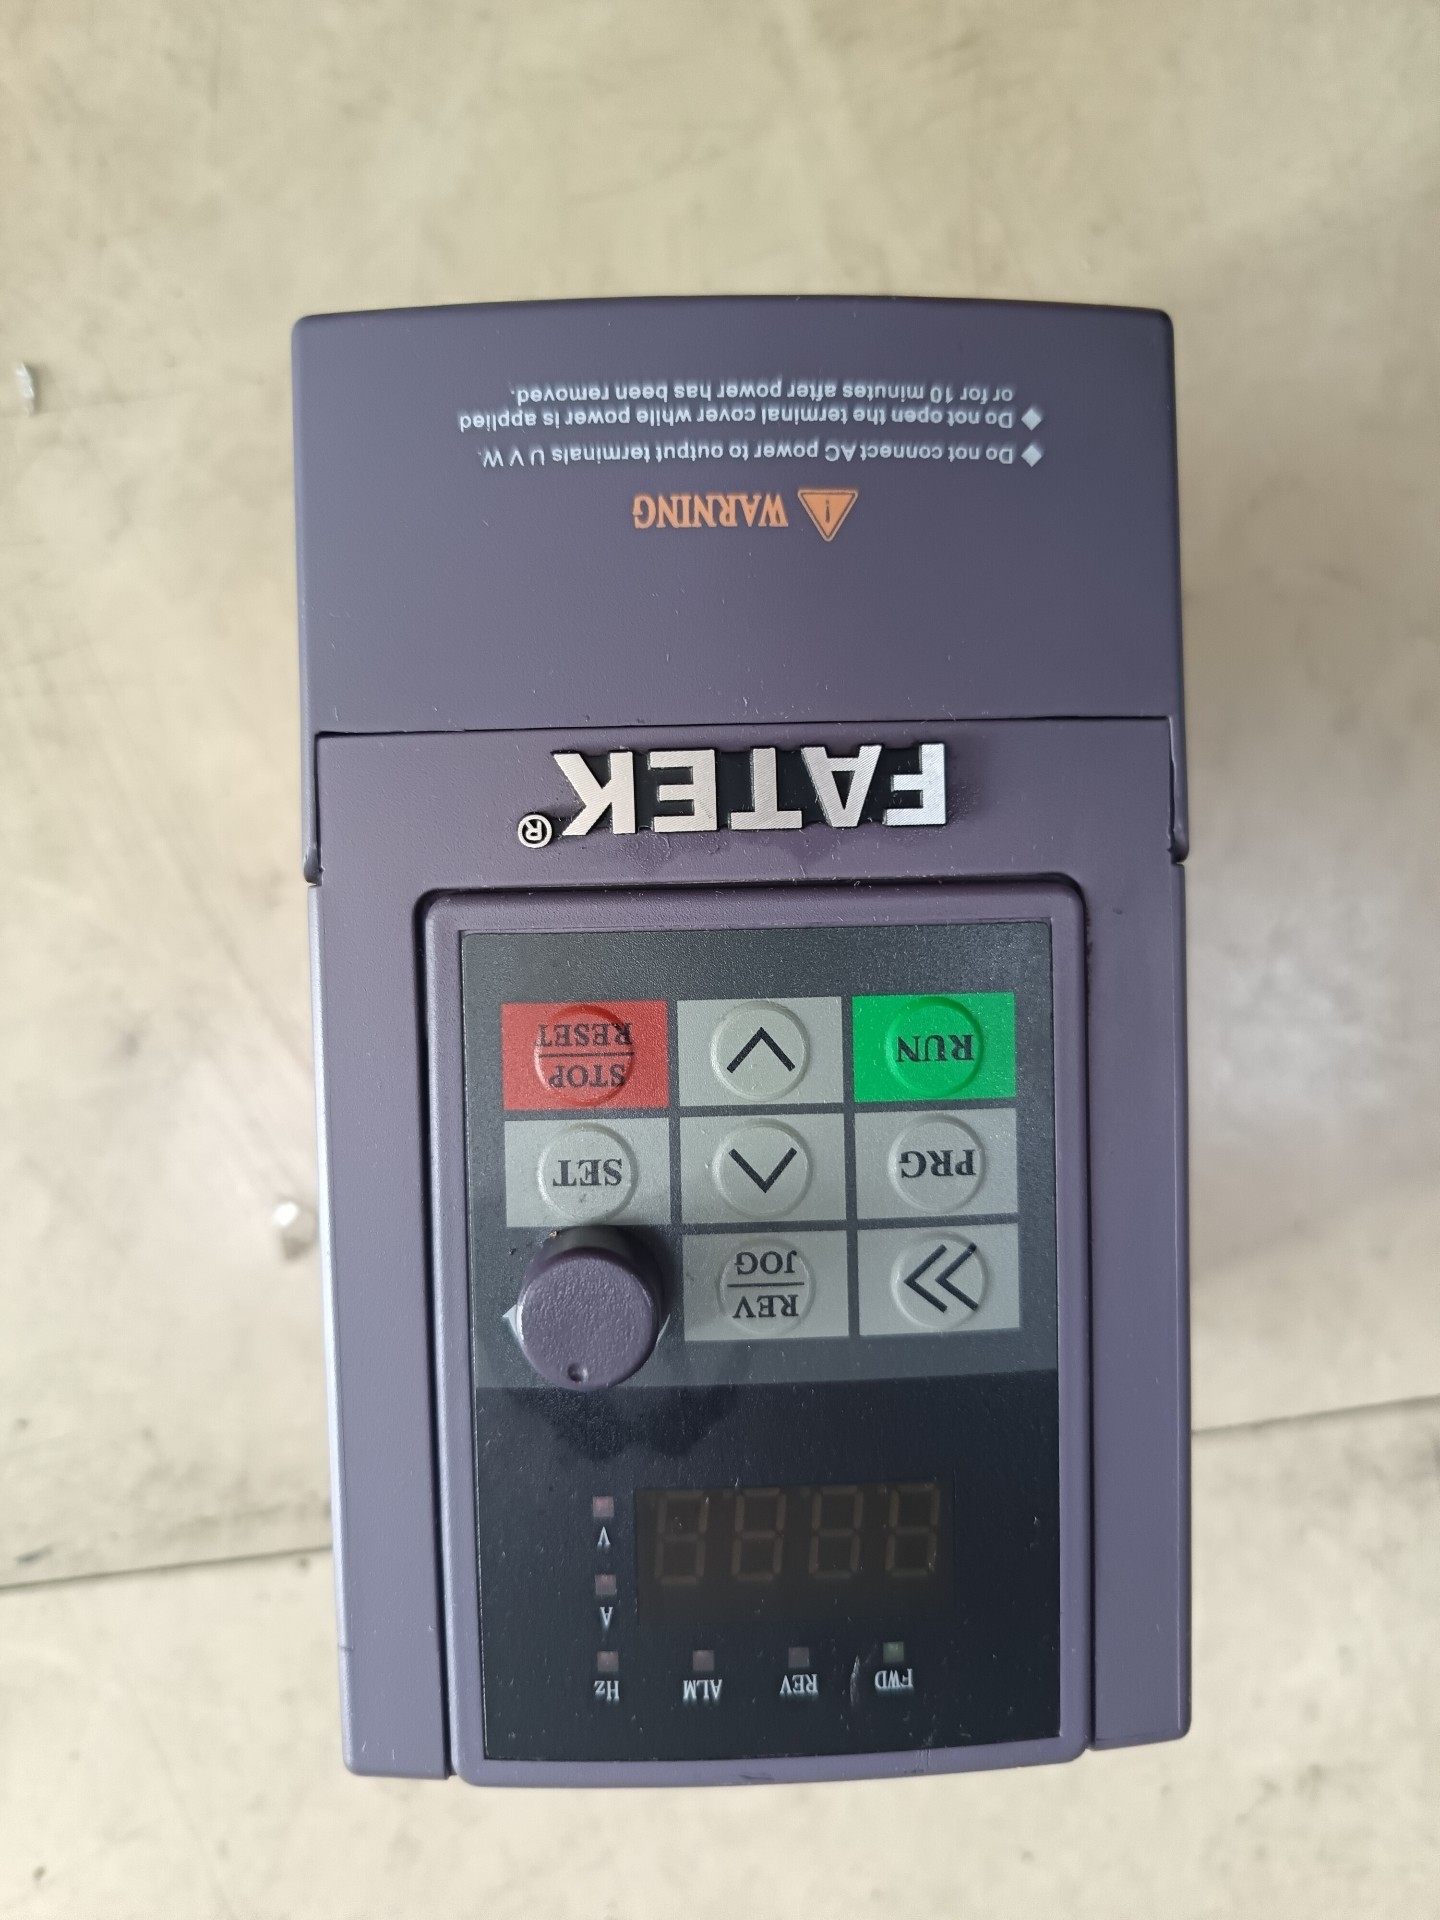 FWD REV ALM Hz
A
V
REV
JOG
PRG
SET
RUN
STOP
RESET
FATEK®
WARNING
◆ Do not connect AC power to output terminals U V W.
◆ Do not open the terminal cover while power is applied
or for 10 minutes after power has been removed.